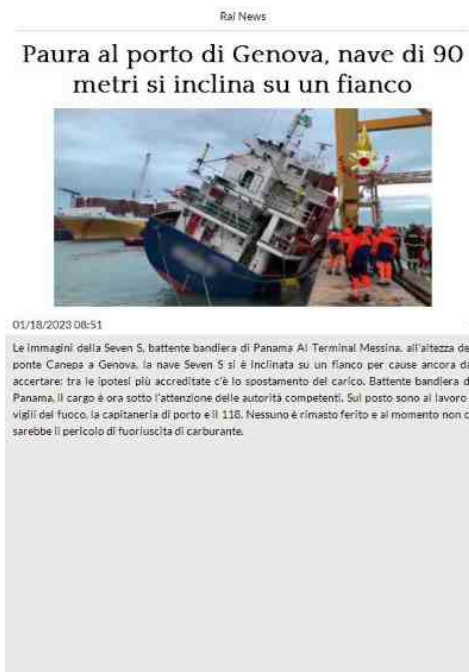 Rai News
Paura al porto di Genova, nave di 90
metri si inclina su un fianco
01/18/2023 08:51
Le immagini della Seven S, battente bandiera di Panama Al Terminal Messina, all'altezza de
ponte Canepa a Genova, la nave Seven S si è inclinata su un fianco per cause ancora da
accertare: tra le ipotesi più accreditate c'è lo spostamento del carico. Battente bandiera d
Panama, il cargo è ora sotto l'attenzione delle autorità competenti. Sul posto sono al lavoro
vigili del fuoco, la capitaneria di porto e il 118. Nessuno è rimasto ferito e al momento non c
sarebbe il pericolo di fuoriuscita di carburante.